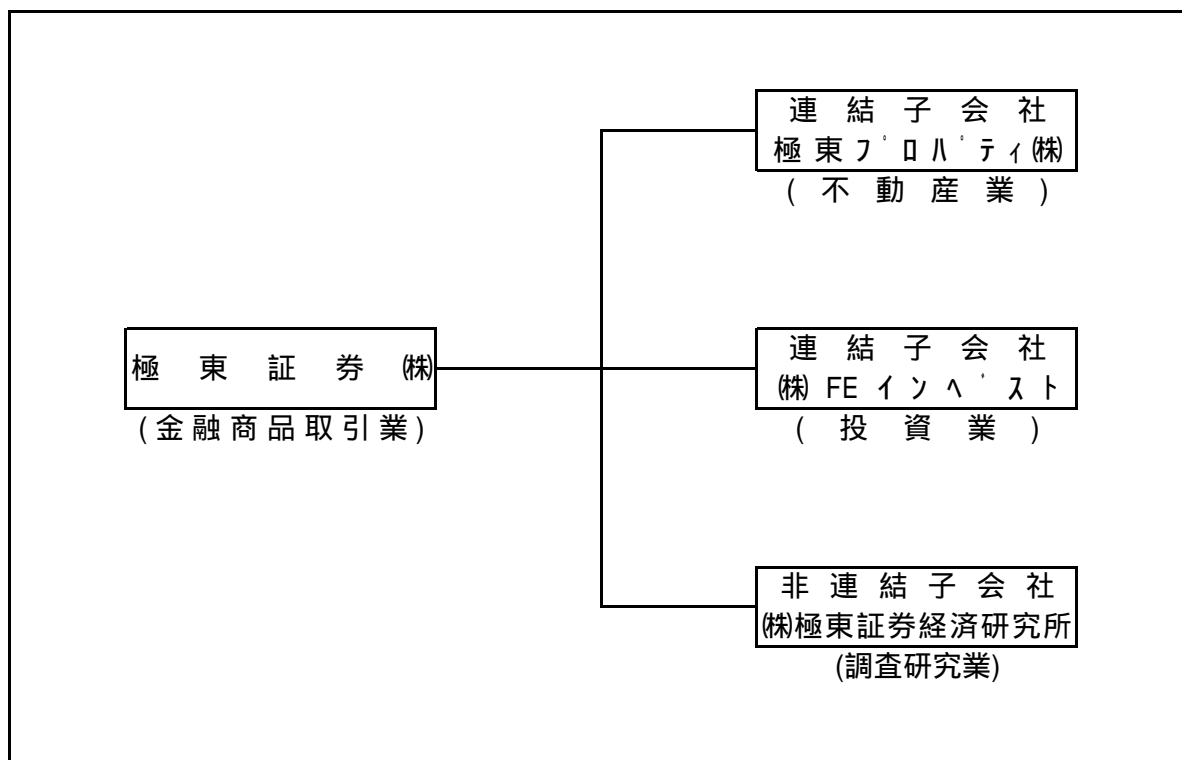 連結子会社
極東プロパティ㈱
(不動産業)
極東証券㈱
(金融商品取引業)
連結子会社
㈱FEインベスト
(投資業)
非連結子会社
㈱極東証券経済研究所
(調査研究業)